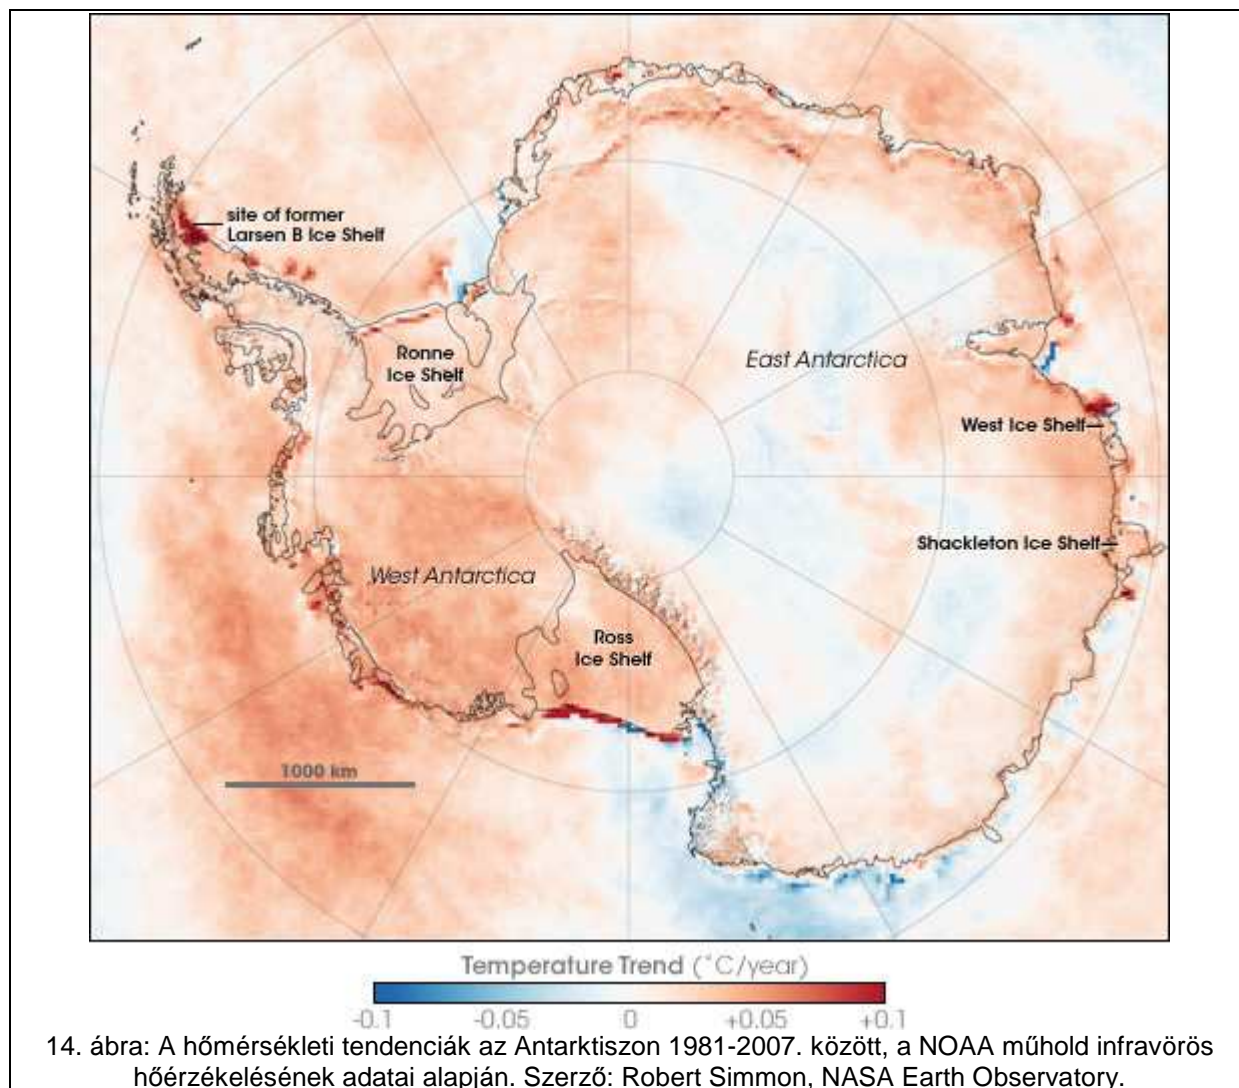 site of former
Larsen B Ice Shelf
Ronne
Ice Shelf
East Antarctica
West Ice Shelf
Shackleton Ice Shelf
West Antarctica
Ross
Ice Shelf
1000 km
Temperature Trend (°C/year)
-0.1 -0.05 0 +0.05 +0.1
14. ábra: A hőmérsékleti tendenciák az Antarktiszon 1981-2007. között, a NOAA műhold infravörös
hőérzékelésének adatai alapján. Szerző: Robert Simmon, NASA Earth Observatory.